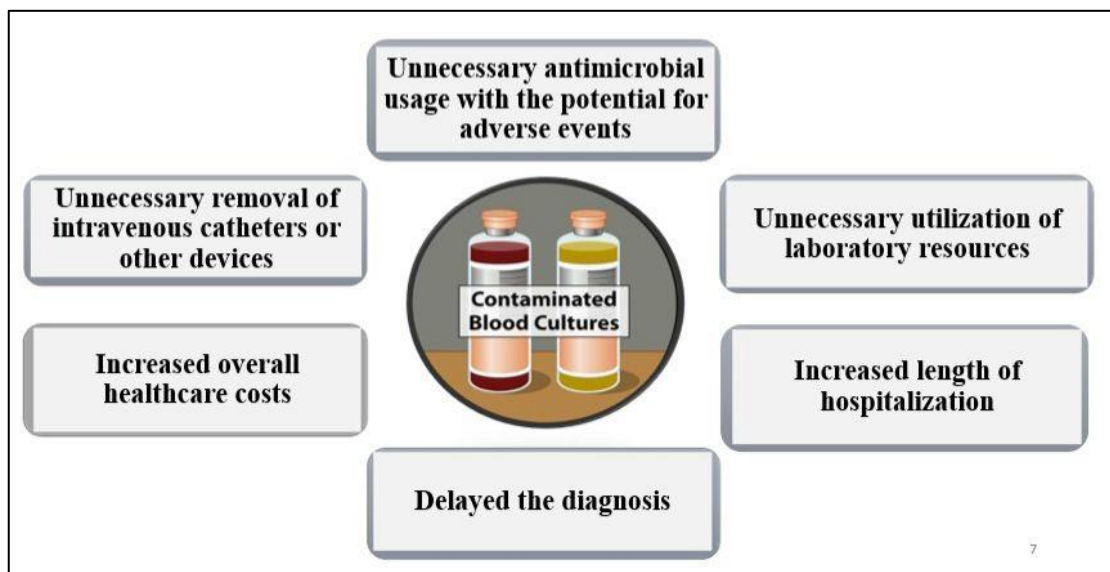 Unnecessary antimicrobial
usage with the potential for
adverse events
Unnecessary removal of
intravenous catheters or
other devices
Unnecessary utilization of
laboratory resources
Contaminated
Blood Cultures
Increased overall
healthcare costs
Increased length of
hospitalization
Delayed the diagnosis
7